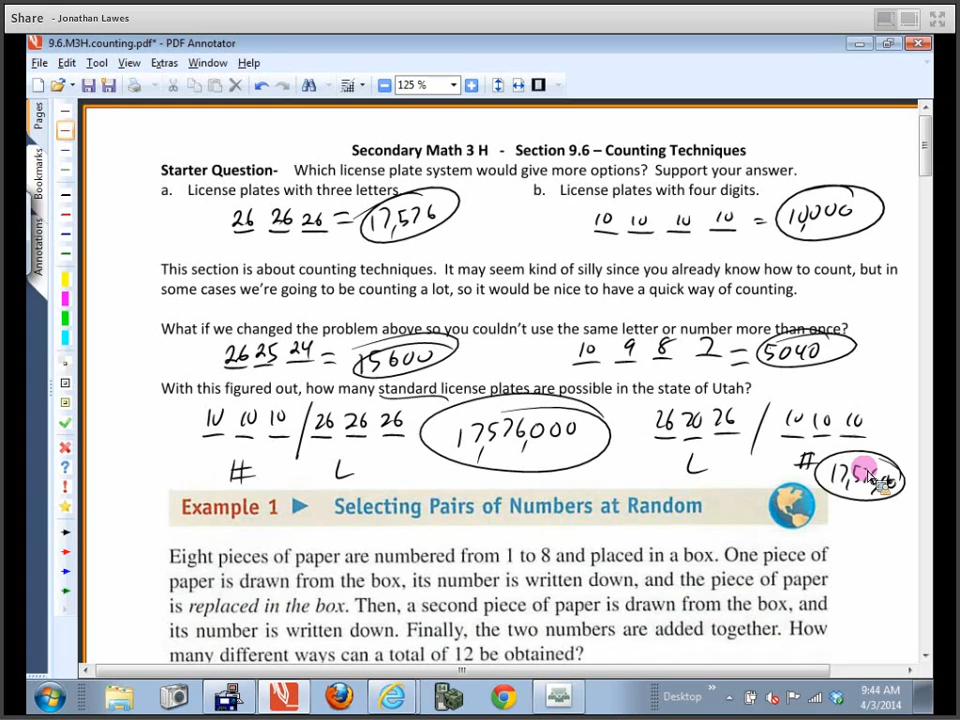 Share - Jonathan Lawes
9.6.M3H.counting.pdf* - PDF Annotator
File Edit Tool View Extras Window Help
125 %
Pages
Bookmarks
Annotations
Secondary Math 3 H - Section 9.6 – Counting Techniques
Starter Question- Which license plate system would give more options? Support your answer.
a. License plates with three letters b. License plates with four digits.
26 26 26 = 17,576 10 10 10 10 = 10,000
This section is about counting techniques. It may seem kind of silly since you already know how to count, but in
some cases we're going to be counting a lot, so it would be nice to have a quick way of counting.
What if we changed the problem above so you couldn't use the same letter or number more than once?
26 25 24 = 15600 10 9 8 7 = 5040
With this figured out, how many standard license plates are possible in the state of Utah?
10 10 10 / 26 26 26 17,576,000 26 20 26 / 10 10 10
# L L #
Example 1 ► Selecting Pairs of Numbers at Random
Eight pieces of paper are numbered from 1 to 8 and placed in a box. One piece of
paper is drawn from the box, its number is written down, and the piece of paper
is replaced in the box. Then, a second piece of paper is drawn from the box, and
its number is written down. Finally, the two numbers are added together. How
many different ways can a total of 12 be obtained?
Desktop
9:44 AM
4/3/2014